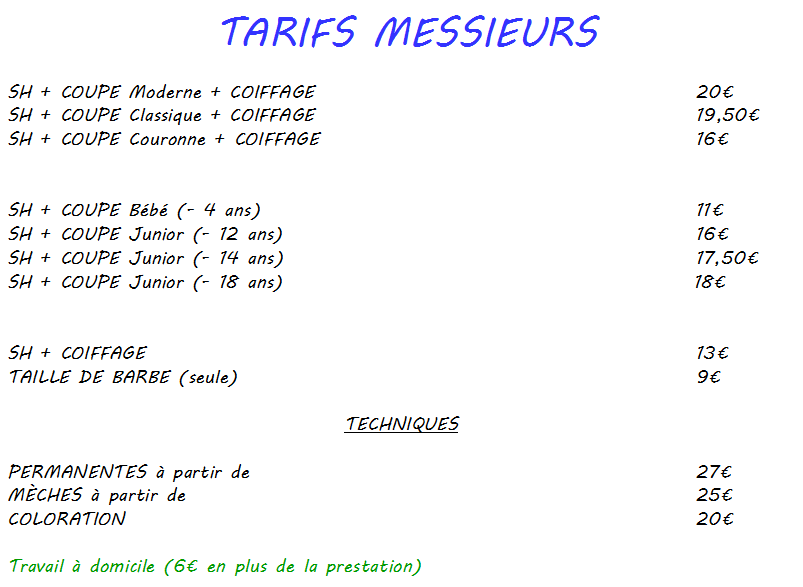 TARIFS MESSIEURS
SH + COUPE Moderne + COIFFAGE 20€
SH + COUPE Classique + COIFFAGE 19,50€
SH + COUPE Couronne + COIFFAGE 16€
SH + COUPE Bébé (- 4 ans) 11€
SH + COUPE Junior (- 12 ans) 16€
SH + COUPE Junior (- 14 ans) 17,50€
SH + COUPE Junior (- 18 ans) 18€
SH + COIFFAGE 13€
TAILLE DE BARBE (seule) 9€
TECHNIQUES
PERMANENTES à partir de 27€
MÈCHES à partir de 25€
COLORATION 20€
Travail à domicile (6€ en plus de la prestation)